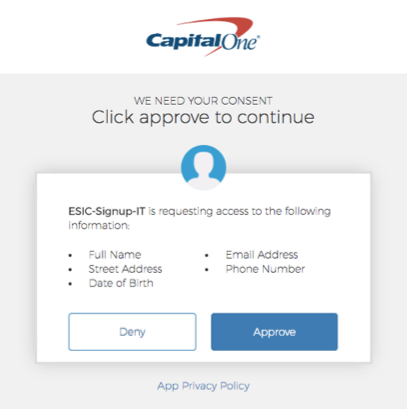 CapitalOne
WE NEED YOUR CONSENT
Click approve to continue
ESIC-Signup-IT is requesting access to the following
information:
• Full Name
• Street Address
• Date of Birth
• Email Address
• Phone Number
Deny
Approve
App Privacy Policy